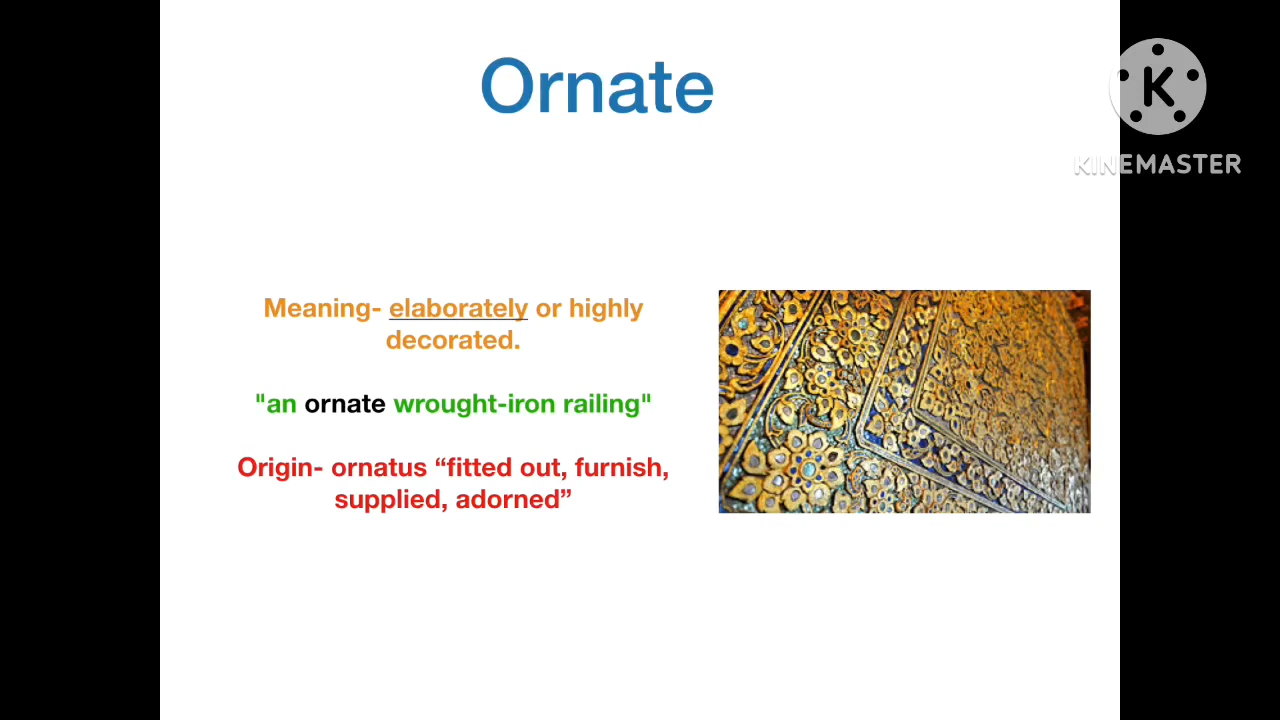 Ornate
K
KINEMASTER
Meaning- elaborately or highly
decorated.
"an ornate wrought-iron railing"
Origin- ornatus “fitted out, furnish,
supplied, adorned”